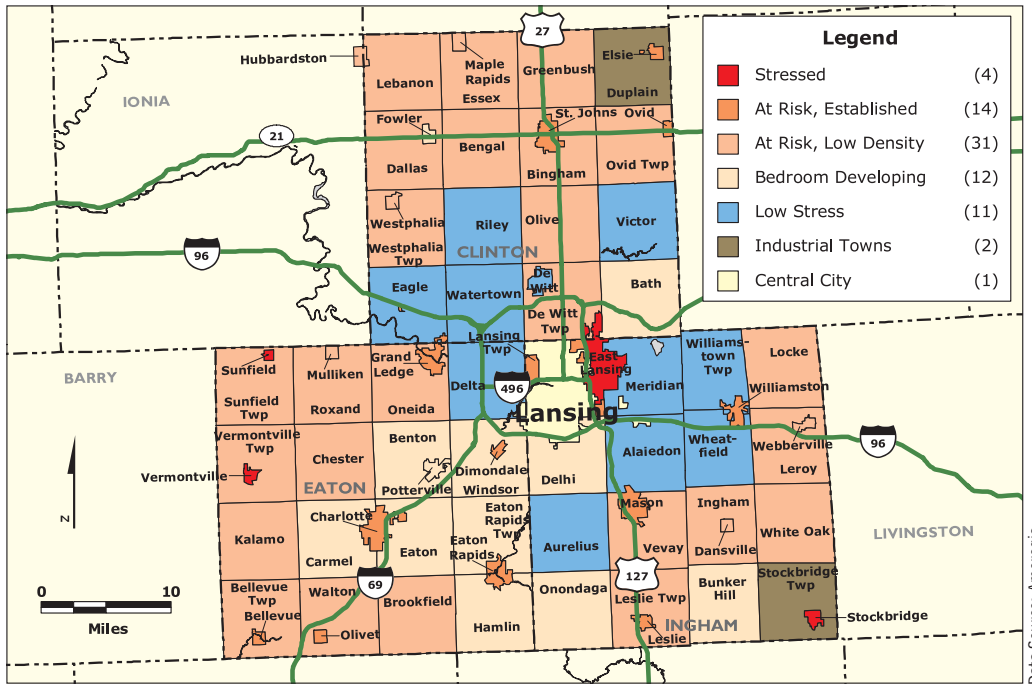 Legend
Stressed (4)
At Risk, Established (14)
At Risk, Low Density (31)
Bedroom Developing (12)
Low Stress (11)
Industrial Towns (2)
Central City (1)
27
Hubbardston
Lebanon
Maple
Rapids
Essex
Greenbush
Elsie
Duplain
IONIA
21
Fowler
St. Johns
Ovid
Dallas
Bengal
Bingham
Ovid Twp
Westphalia
Westphalia
Twp
Riley
Olive
Victor
CLINTON
96
Eagle
Watertown
De
Witt
De Witt
Twp
Bath
BARRY
Sunfield
Sunfield
Twp
Mulliken
Roxand
Grand
Ledge
Oneida
Delta
Lansing
Twp
496
Lansing
East
Lansing
Meridian
Williams-
town Twp
Locke
Williamston
Vermontville
Twp
Vermontville
Chester
EATON
Benton
Potterville
Dimondale
Windsor
Delhi
Alaiedon
Wheat-
field
Webberville
Leroy
96
LIVINGSTON
Kalamo
Charlotte
Carmel
Eaton
Eaton
Rapids
Twp
Eaton
Rapids
Aurelius
Mason
Vevay
Ingham
Dansville
White Oak
Bellevue
Twp
Bellevue
Walton
Olivet
69
Brookfield
Hamlin
Onondaga
127
Leslie Twp
Leslie
INGHAM
Bunker
Hill
Stockbridge
Twp
Stockbridge
N
0 10
Miles